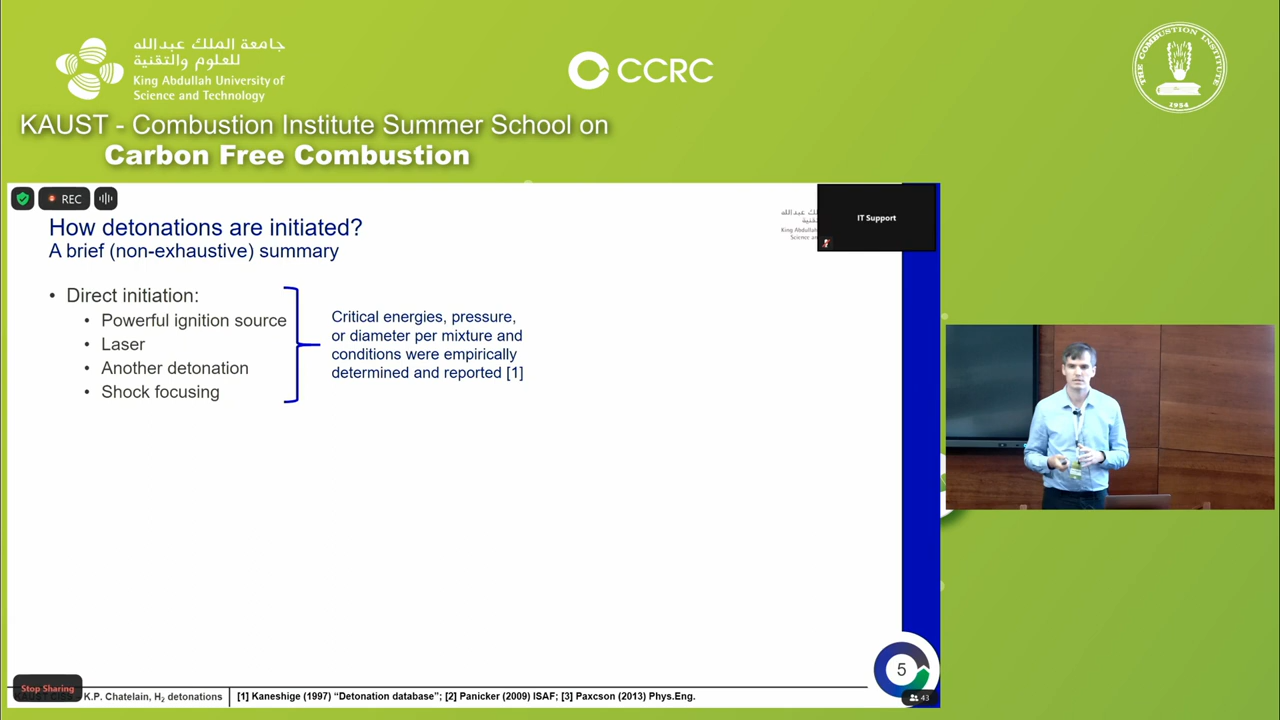 جامعة الملك عبدالله
للعلوم والتقنية
King Abdullah University of
Science and Technology
CCRC
THE COMBUSTION INSTITUTE
1954
KAUST - Combustion Institute Summer School on
Carbon Free Combustion
REC
IT Support
How detonations are initiated?
A brief (non-exhaustive) summary
King Abdullah
Science an
• Direct initiation:
• Powerful ignition source
• Laser
• Another detonation
• Shock focusing
Critical energies, pressure,
or diameter per mixture and
conditions were empirically
determined and reported [1]
5
43
Stop Sharing
K.P. Chatelain, H₂ detonations
[1] Kaneshige (1997) “Detonation database”; [2] Panicker (2009) ISAF; [3] Paxcson (2013) Phys.Eng.